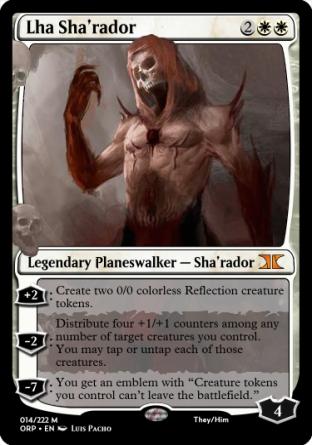 Lha Sha'rador 2
Legendary Planeswalker — Sha'rador
+2: Create two 0/0 colorless Reflection creature
tokens.
Distribute four +1/+1 counters among any
-2: number of target creatures you control.
You may tap or untap each of those
creatures.
-7: You get an emblem with “Creature tokens
you control can't leave the battlefield.”
4
014/222 M They/Him
ORP • EN Luis Pacho